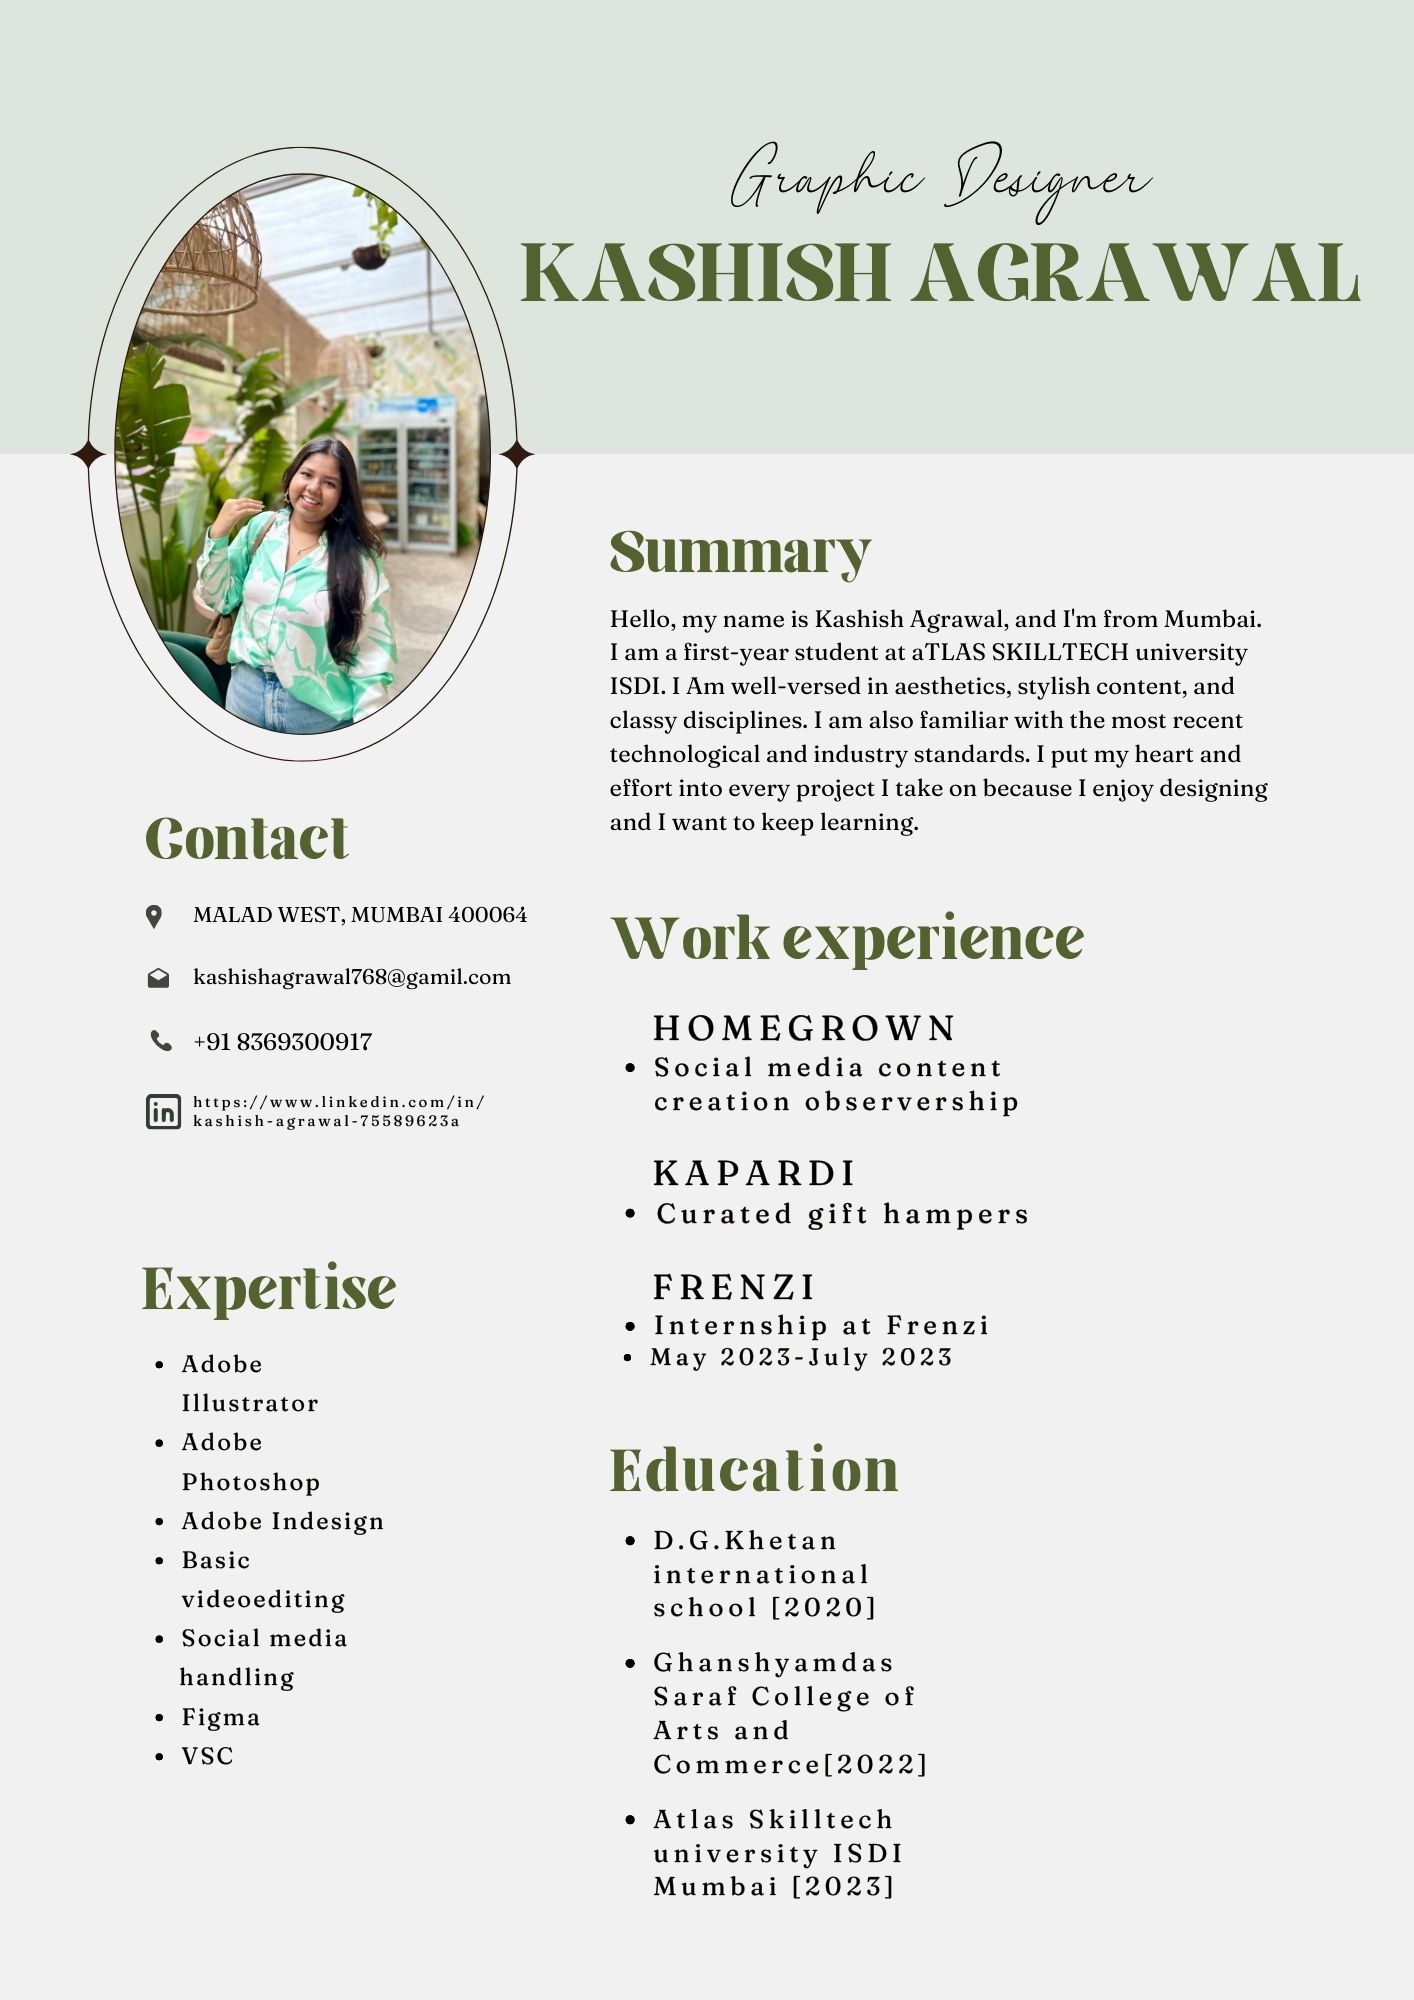 Graphic Designer
KASHISH AGRAWAL
Summary
Hello, my name is Kashish Agrawal, and I'm from Mumbai.
I am a first-year student at aTLAS SKILLTECH university
ISDI. I Am well-versed in aesthetics, stylish content, and
classy disciplines. I am also familiar with the most recent
technological and industry standards. I put my heart and
effort into every project I take on because I enjoy designing
and I want to keep learning.
Contact
MALAD WEST, MUMBAI 400064
kashishagrawal768@gamil.com
+91 8369300917
in
https://www.linkedin.com/in/
kashish-agrawal-75589623a
Expertise
• Adobe
Illustrator
• Adobe
Photoshop
• Adobe Indesign
• Basic
videoediting
• Social media
handling
• Figma
• VSC
Work experience
HOMEGROWN
• Social media content
creation observership
KAPARDI
• Curated gift hampers
FRENZI
• Internship at Frenzi
• May 2023-July 2023
Education
• D.G.Khetan
international
school [2020]
• Ghanshyamdas
Saraf College of
Arts and
Commerce[2022]
• Atlas Skilltech
university ISDI
Mumbai [2023]